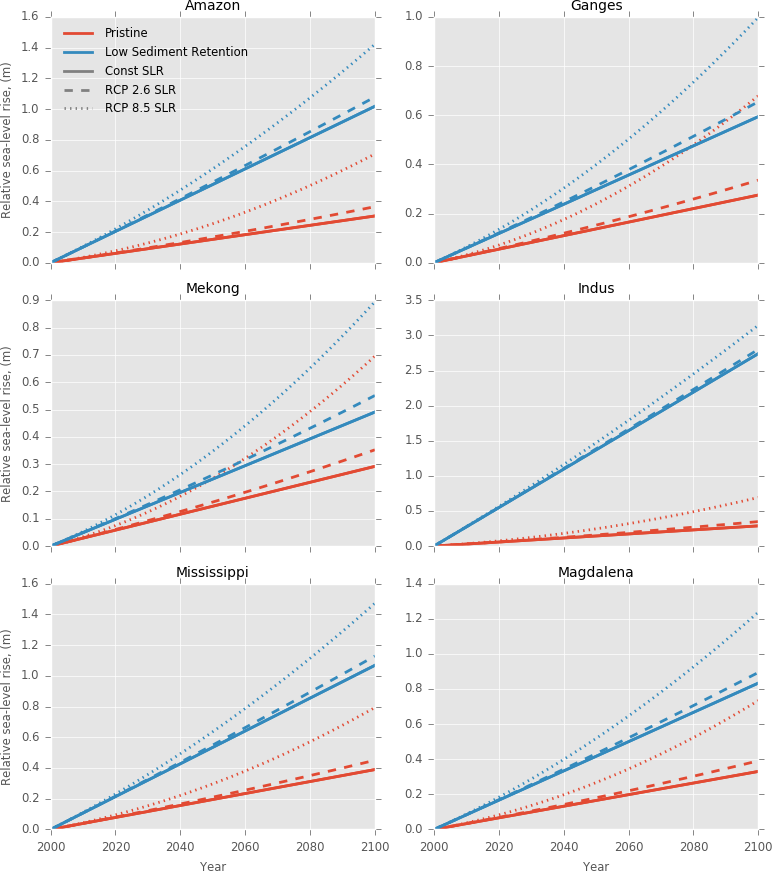 Amazon
Relative sea-level rise, (m)
1.6
1.4
1.2
1.0
0.8
0.6
0.4
0.2
0.0
Pristine
Low Sediment Retention
Const SLR
RCP 2.6 SLR
RCP 8.5 SLR
Ganges
1.0
0.8
0.6
0.4
0.2
0.0
Mekong
Relative sea-level rise, (m)
0.9
0.8
0.7
0.6
0.5
0.4
0.3
0.2
0.1
0.0
Indus
3.5
3.0
2.5
2.0
1.5
1.0
0.5
0.0
Mississippi
Relative sea-level rise, (m)
1.6
1.4
1.2
1.0
0.8
0.6
0.4
0.2
0.0
2000 2020 2040 2060 2080 2100
Year
Magdalena
1.4
1.2
1.0
0.8
0.6
0.4
0.2
0.0
2000 2020 2040 2060 2080 2100
Year